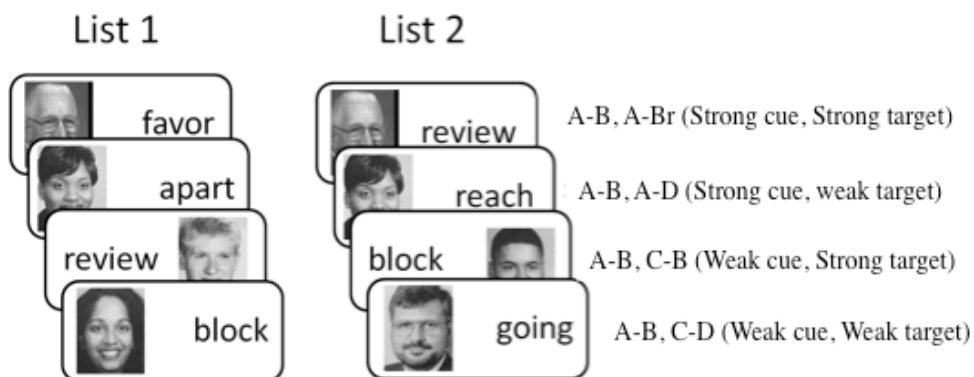 List 1
List 2
favor
review
A-B, A-Br (Strong cue, Strong target)
apart
reach
A-B, A-D (Strong cue, weak target)
review
block
A-B, C-B (Weak cue, Strong target)
block
going
A-B, C-D (Weak cue, Weak target)